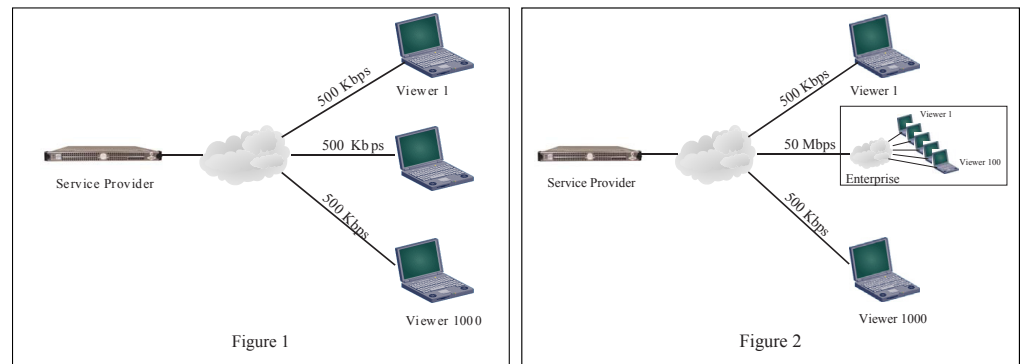 500 Kbps
Viewer 1
500 Kbps
Service Provider
500 Kbps
Viewer 1000
Figure 1
500 Kbps
Viewer 1
Viewer 1
50 Mbps
Viewer 100
Enterprise
Service Provider
500 Kbps
Viewer 1000
Figure 2